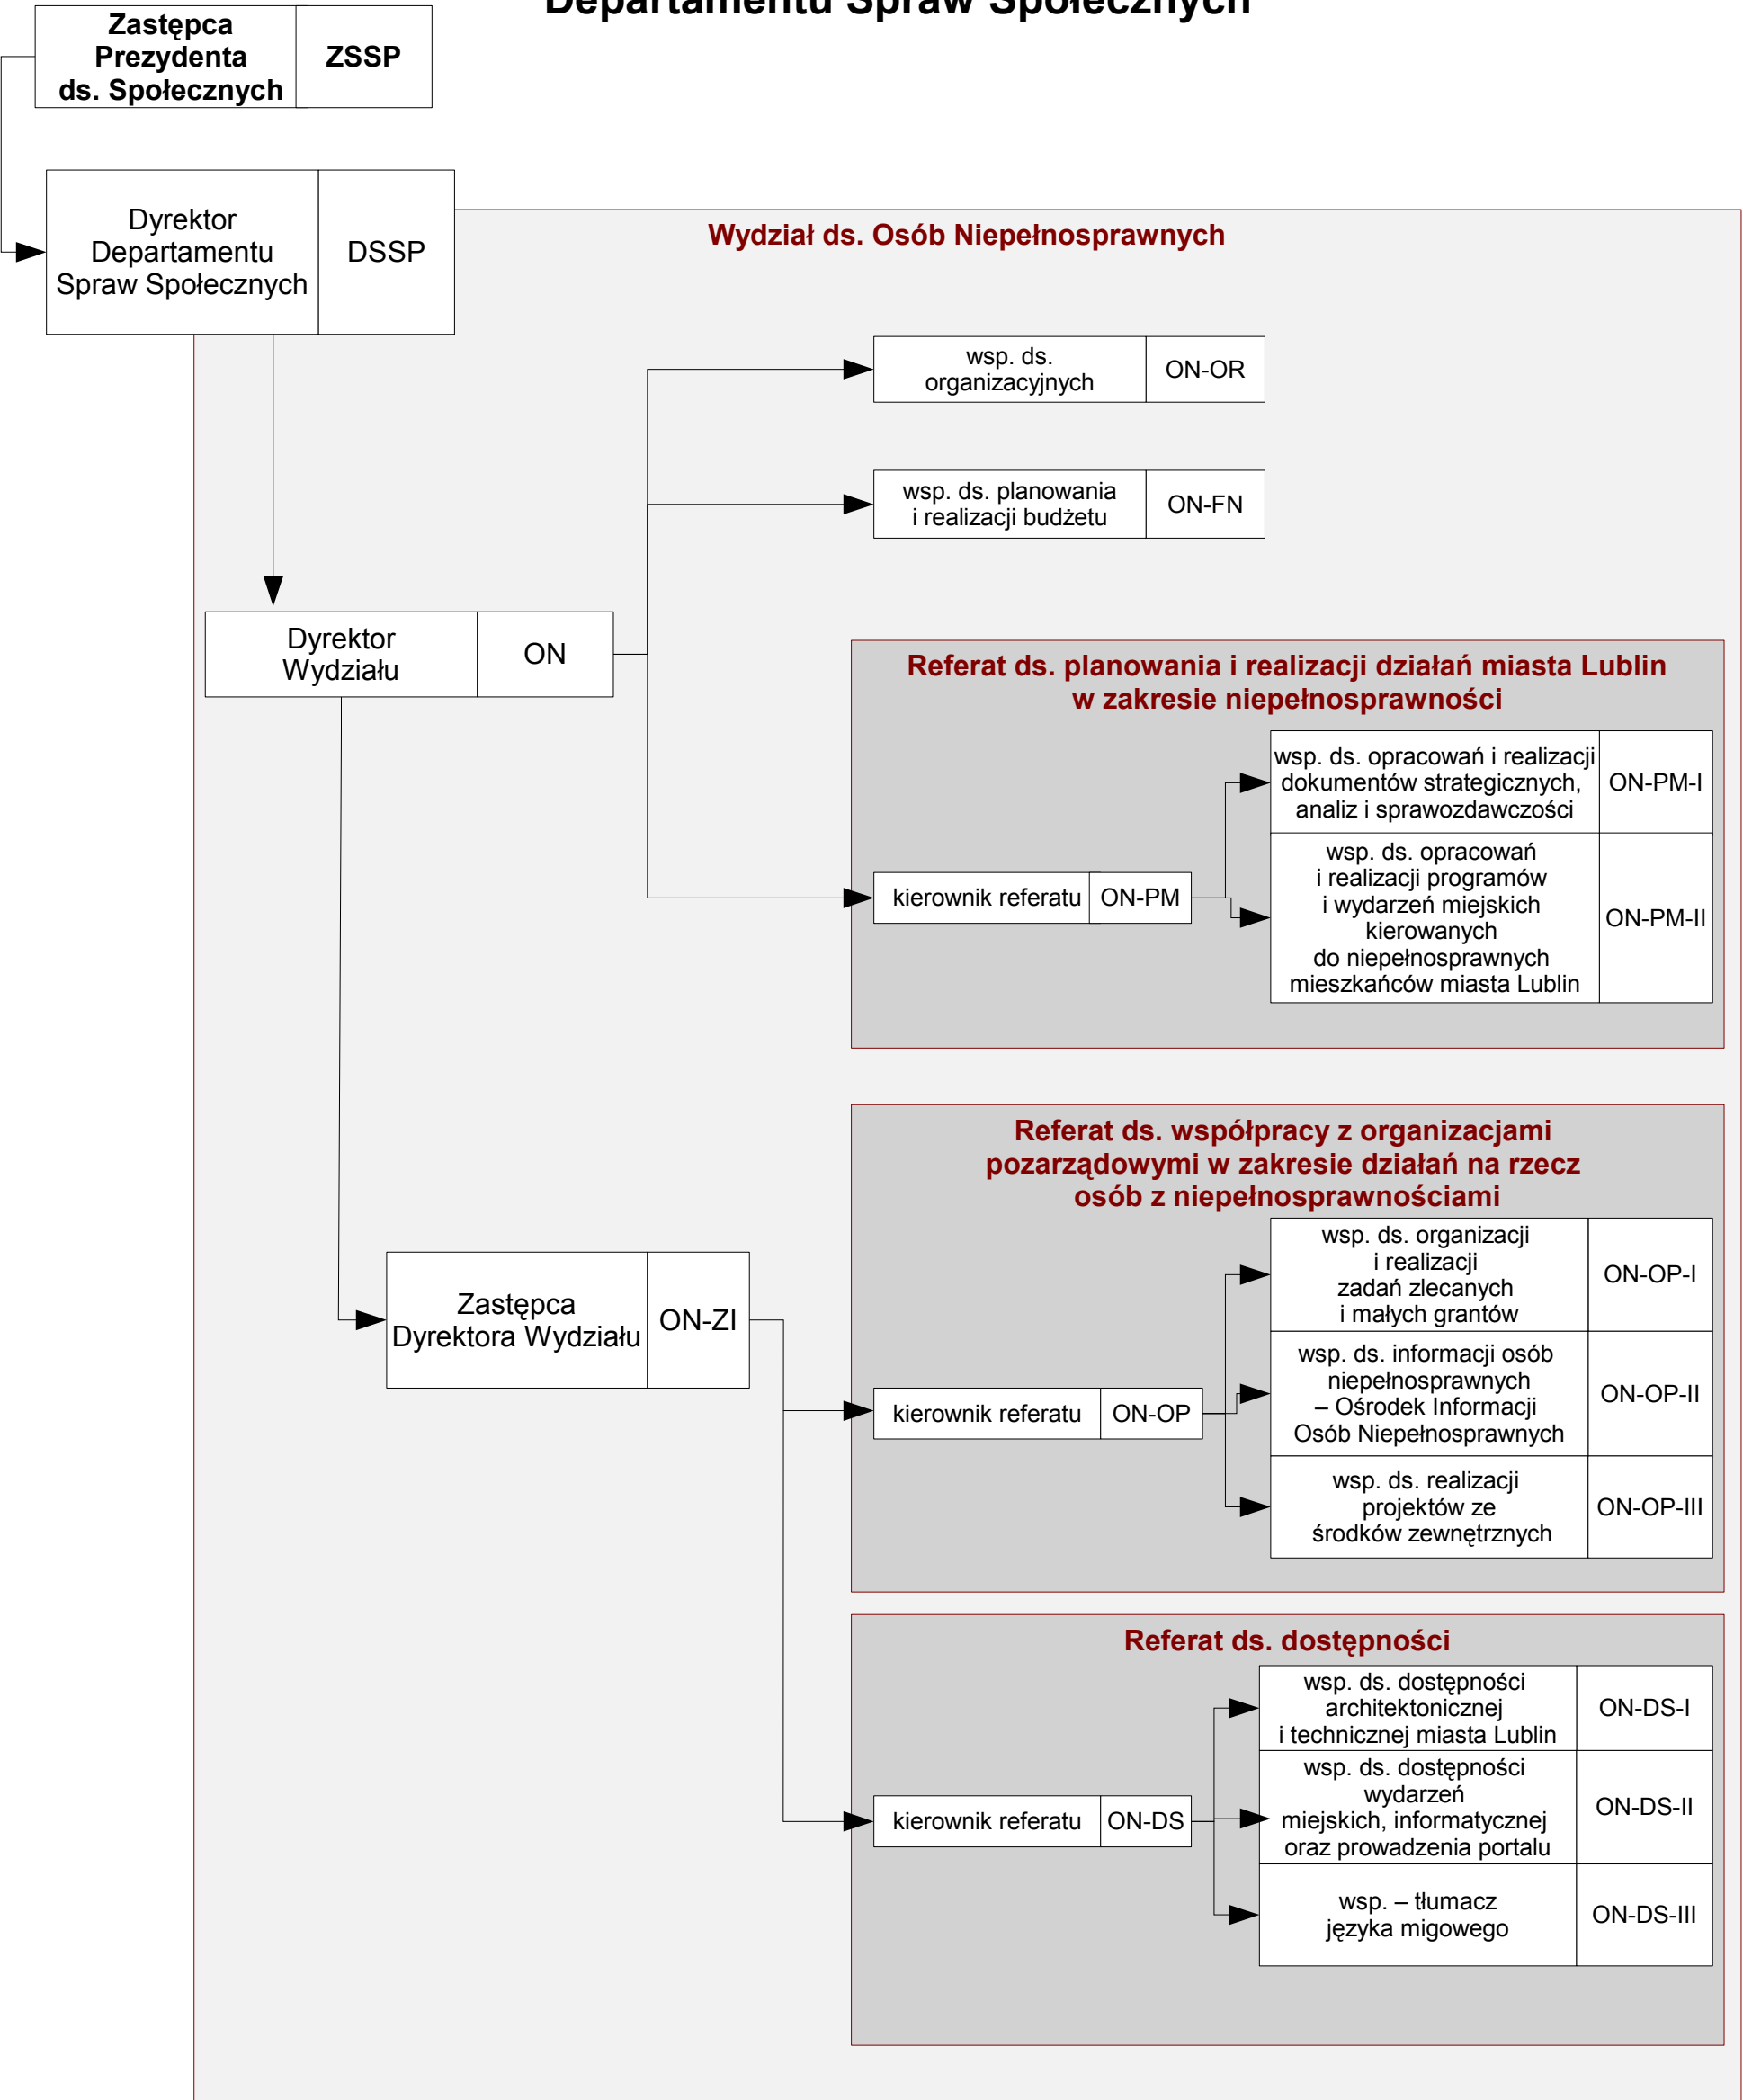 Departamentu Spraw Społecznych
Zastępca
Prezydenta
ds. Społecznych
ZSSP
Dyrektor
Departamentu
Spraw Społecznych
DSSP
Wydział ds. Osób Niepełnosprawnych
wsp. ds.
organizacyjnych
ON-OR
wsp. ds. planowania
i realizacji budżetu
ON-FN
Dyrektor
Wydziału
ON
Referat ds. planowania i realizacji działań miasta Lublin
w zakresie niepełnosprawności
wsp. ds. opracowań i realizacji
dokumentów strategicznych,
analiz i sprawozdawczości
ON-PM-I
kierownik referatu
ON-PM
wsp. ds. opracowań
i realizacji programów
i wydarzeń miejskich
kierowanych
do niepełnosprawnych
mieszkańców miasta Lublin
ON-PM-II
Referat ds. współpracy z organizacjami
pozarządowymi w zakresie działań na rzecz
osób z niepełnosprawnościami
Zastępca
Dyrektora Wydziału
ON-ZI
wsp. ds. organizacji
i realizacji
zadań zlecanych
i małych grantów
ON-OP-I
kierownik referatu
ON-OP
wsp. ds. informacji osób
niepełnosprawnych
– Ośrodek Informacji
Osób Niepełnosprawnych
ON-OP-II
wsp. ds. realizacji
projektów ze
środków zewnętrznych
ON-OP-III
Referat ds. dostępności
wsp. ds. dostępności
architektonicznej
i technicznej miasta Lublin
ON-DS-I
kierownik referatu
ON-DS
wsp. ds. dostępności
wydarzeń
miejskich, informatycznej
oraz prowadzenia portalu
ON-DS-II
wsp. – tłumacz
języka migowego
ON-DS-III